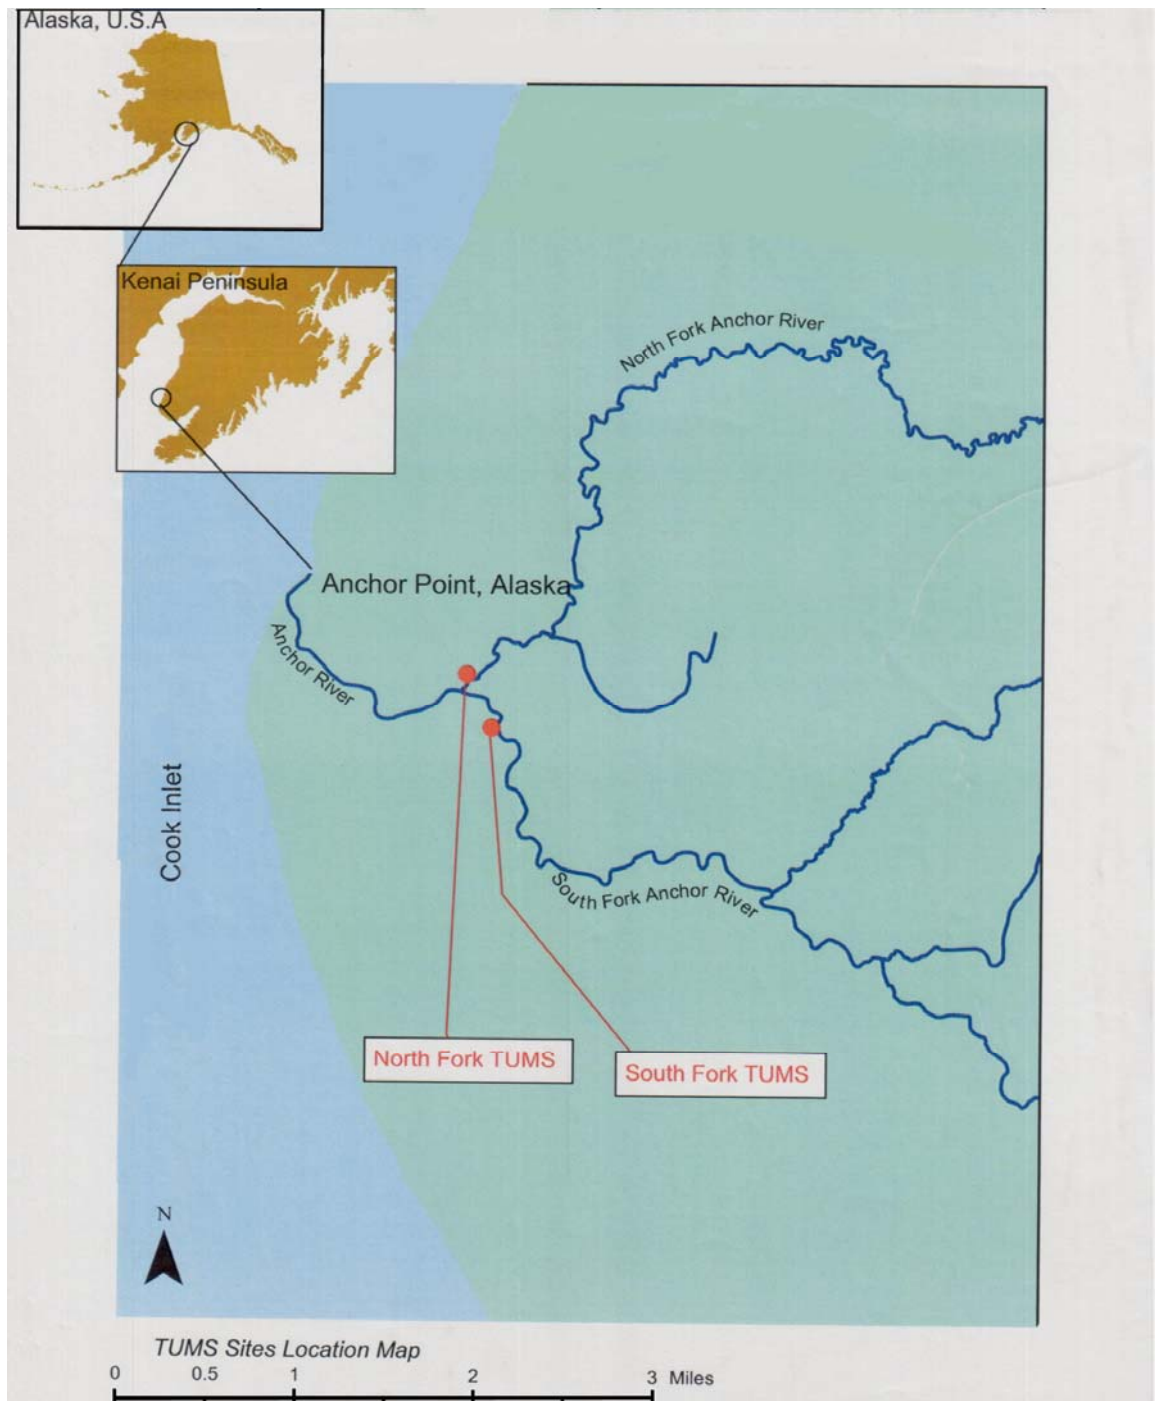 Alaska, U.S.A
Kenai Peninsula
North Fork Anchor River
Anchor Point, Alaska
Anchor River
Cook Inlet
South Fork Anchor River
North Fork TUMS
South Fork TUMS
N
TUMS Sites Location Map
0 0.5 1 2 3 Miles